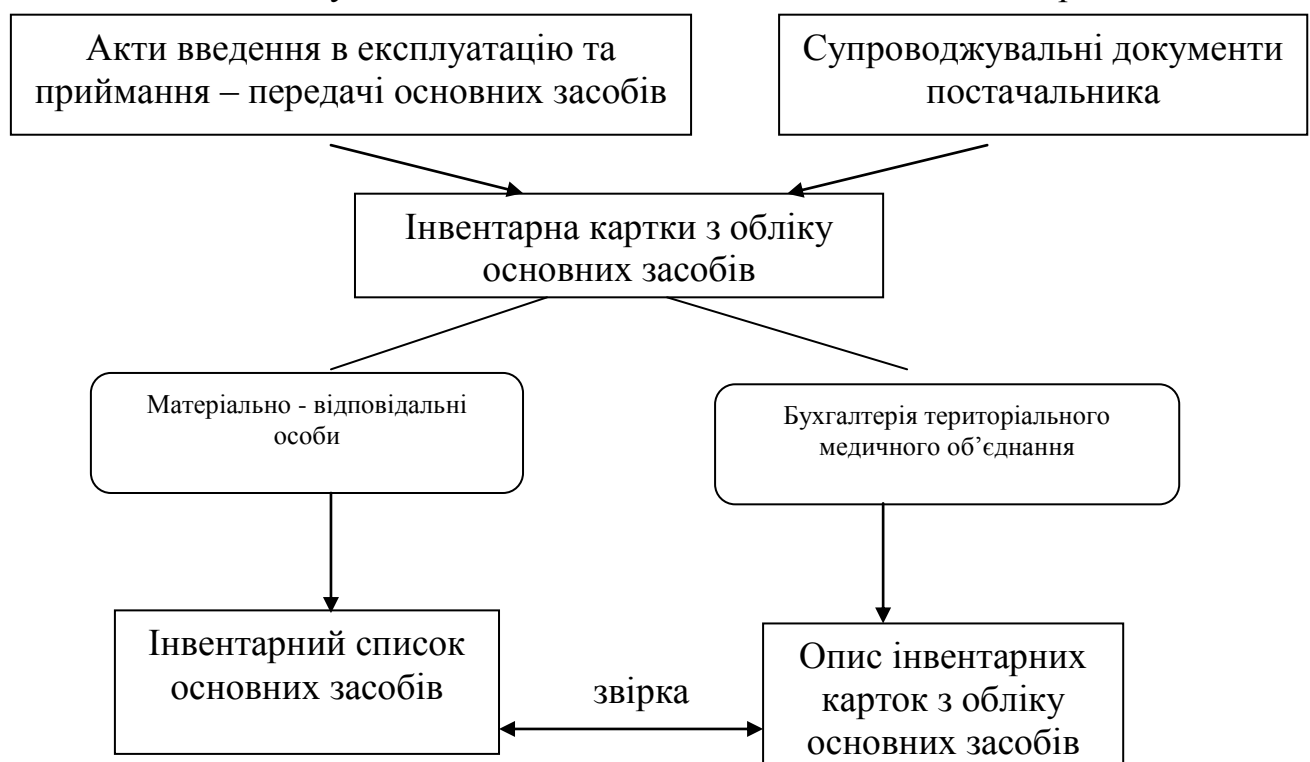 Акти введення в експлуатацію та
приймання – передачі основних засобів
Супроводжувальні документи
постачальника
Інвентарна картки з обліку
основних засобів
Матеріально - відповідальні
особи
Бухгалтерія територіального
медичного об’єднання
Інвентарний список
основних засобів
звірка
Опис інвентарних
карток з обліку
основних засобів